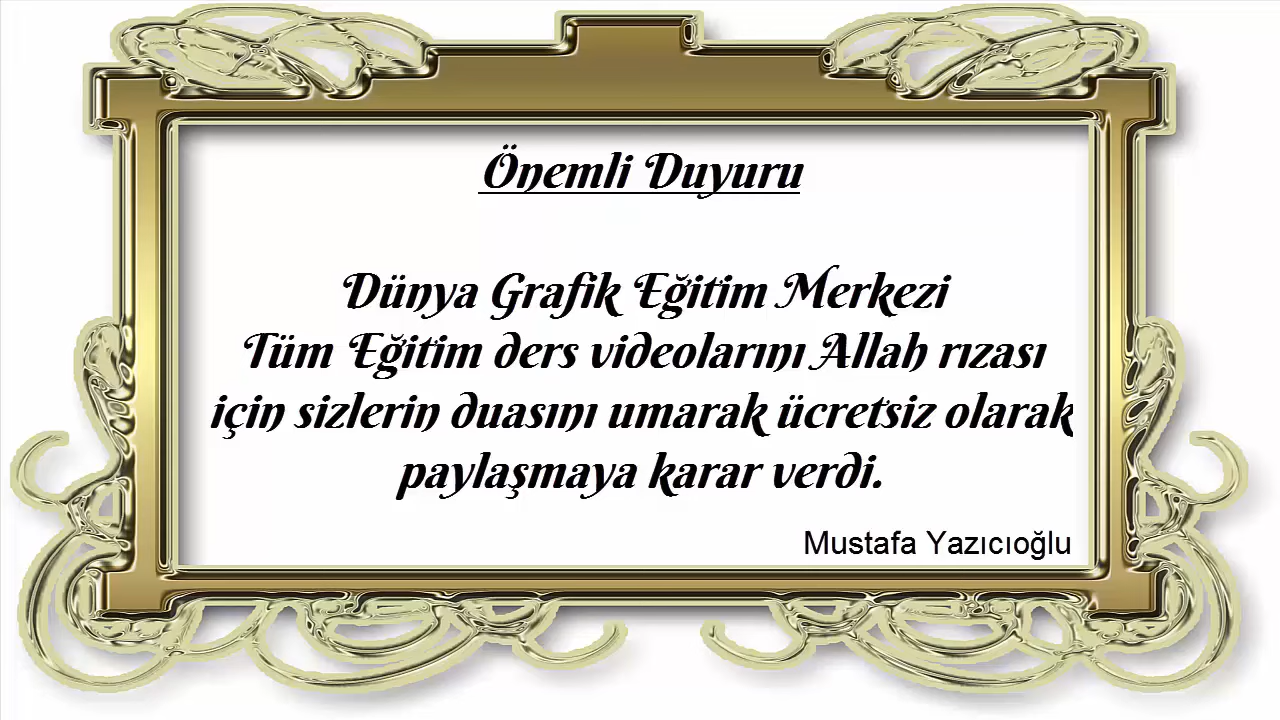 Önemli Duyuru
Dünya Grafik Eğitim Merkezi
Tüm Eğitim ders videolarını Allah rızası
için sizlerin duasını umarak ücretsiz olarak
paylaşmaya karar verdi.
Mustafa Yazıcıoğlu